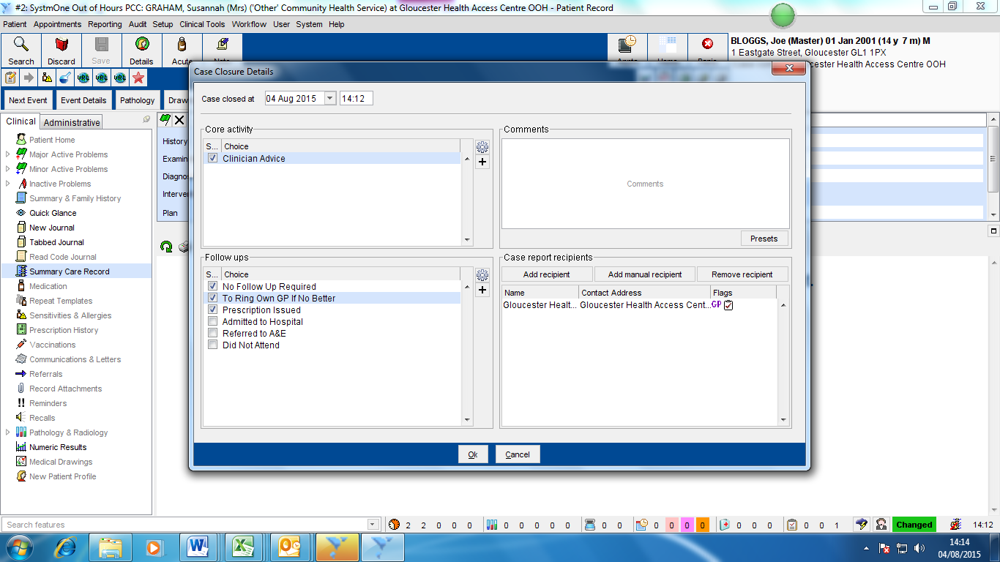 #2: SystmOne Out of Hours PCC: GRAHAM, Susannah (Mrs) ('Other' Community Health Service) at Gloucester Health Access Centre OOH - Patient Record
Patient Appointments Reporting Audit Setup Clinical Tools Workflow User System Help
Search Discard Save Details Acute
BLOGGS, Joe (Master) 01 Jan 2001 (14 y 7 m) M
1 Eastgate Street, Gloucester GL1 1PX
Health Access Centre OOH
URL URL URL
Next Event Event Details Pathology
Case Closure Details
Case closed at 04 Aug 2015 14:12
Clinical Administrative
Patient Home
Major Active Problems
Minor Active Problems
Inactive Problems
Summary & Family History
Quick Glance
New Journal
Tabbed Journal
Read Code Journal
Summary Care Record
Medication
Repeat Templates
Sensitivities & Allergies
Prescription History
Vaccinations
Communications & Letters
Referrals
Record Attachments
Reminders
Recalls
Pathology & Radiology
Numeric Results
Medical Drawings
New Patient Profile
History
Plan
Core activity
S... Choice
Clinician Advice
Comments
Comments
Presets
Follow ups
S... Choice
No Follow Up Required
To Ring Own GP If No Better
Prescription Issued
Admitted to Hospital
Referred to A&E
Did Not Attend
Case report recipients
Add recipient Add manual recipient Remove recipient
Name Contact Address Flags
Gloucester Healt... Gloucester Health Access Cent... GP
Ok Cancel
Search features
2 2 0 0 0 0 0 0 0 0 0 0 0 0 0 0 0 0 0 0 0 1 Changed 14:12
14:14
04/08/2015